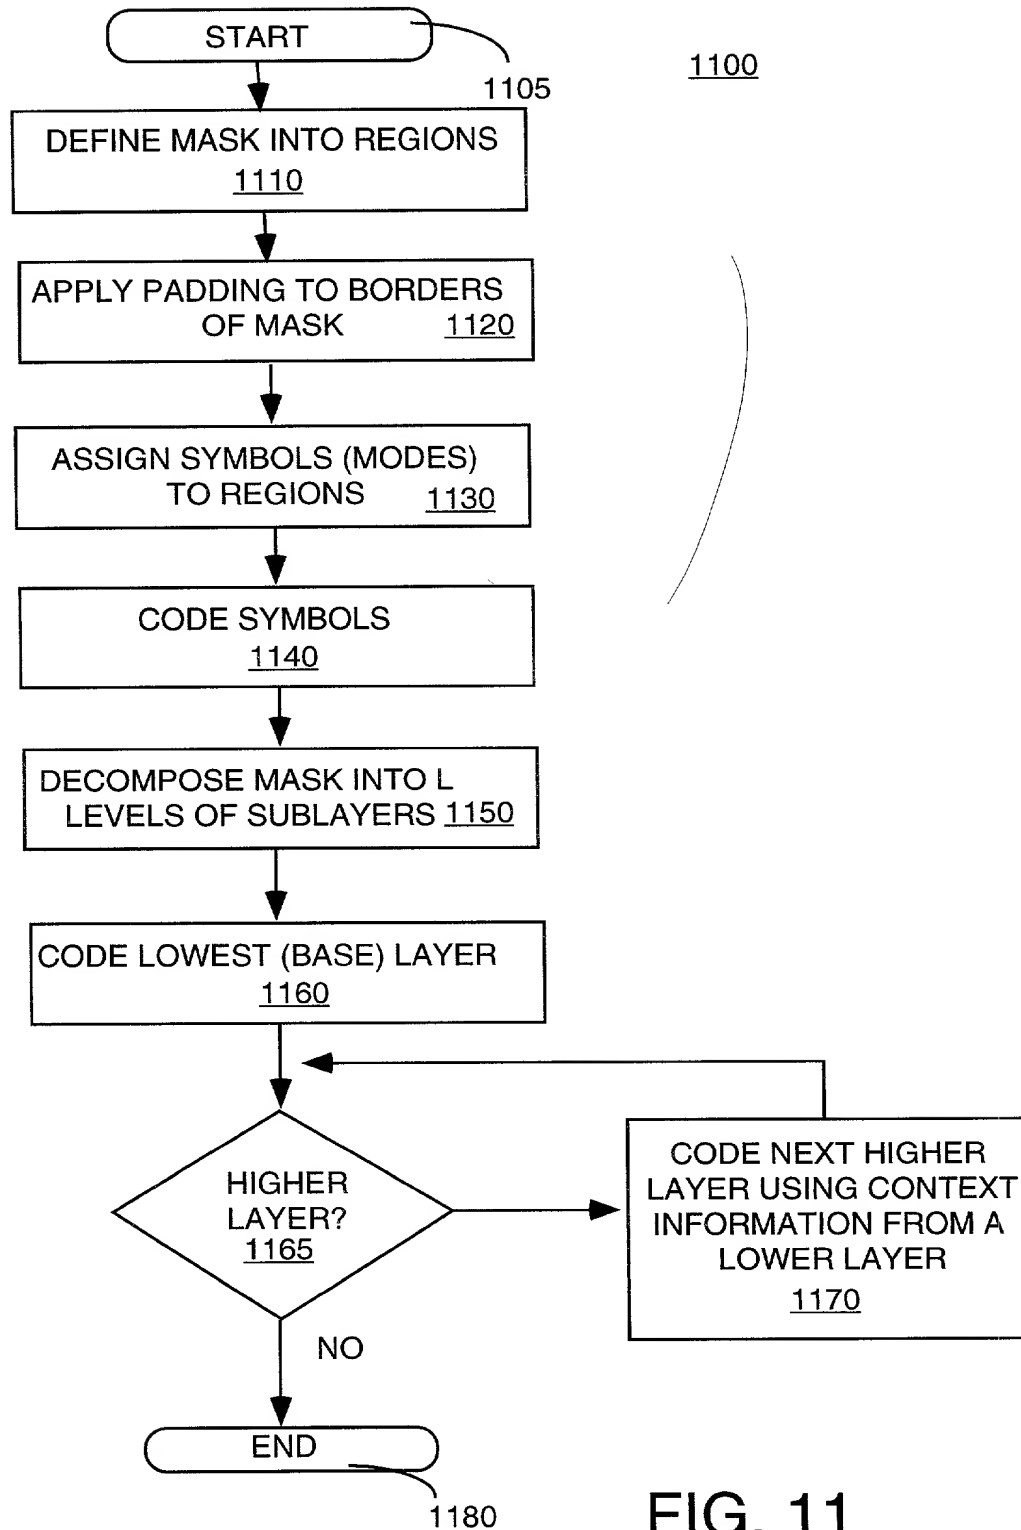 START
1105
1100
DEFINE MASK INTO REGIONS
1110
APPLY PADDING TO BORDERS
OF MASK 1120
ASSIGN SYMBOLS (MODES)
TO REGIONS 1130
CODE SYMBOLS
1140
DECOMPOSE MASK INTO L
LEVELS OF SUBLAYERS 1150
CODE LOWEST (BASE) LAYER
1160
HIGHER
LAYER?
1165
CODE NEXT HIGHER
LAYER USING CONTEXT
INFORMATION FROM A
LOWER LAYER
1170
NO
END
1180
FIG. 11